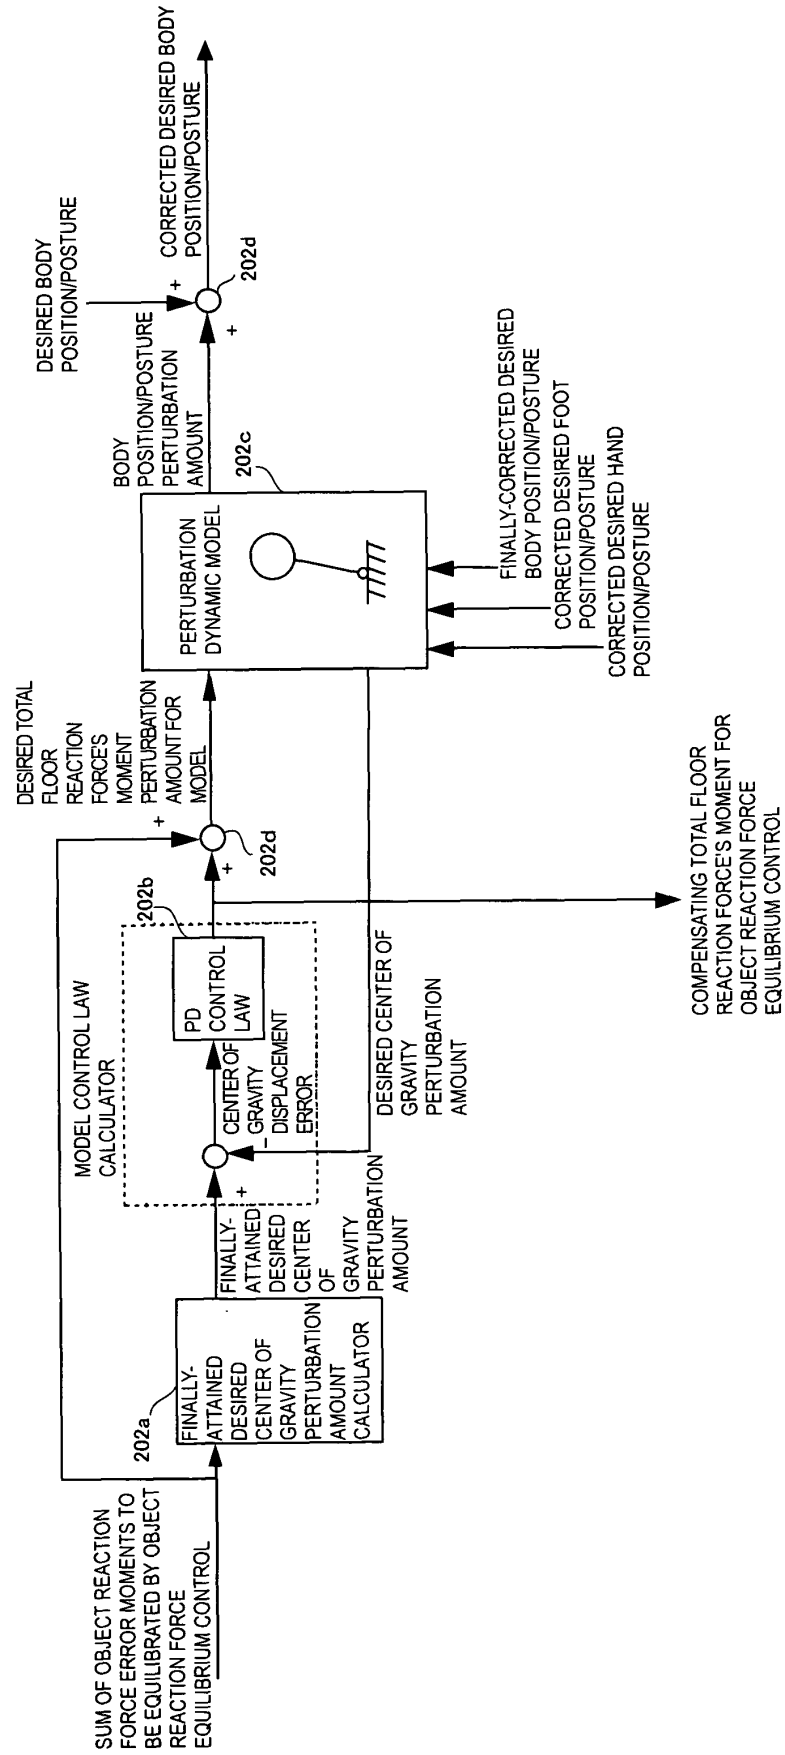 SUM OF OBJECT REACTION
FORCE ERROR MOMENTS TO
BE EQUILIBRATED BY OBJECT
REACTION FORCE
EQUILIBRIUM CONTROL
202a
FINALLY-
ATTAINED
DESIRED
CENTER OF
GRAVITY
PERTURBATION
AMOUNT
CALCULATOR
FINALLY-
ATTAINED
DESIRED
CENTER
OF
GRAVITY
PERTURBATION
AMOUNT
MODEL CONTROL LAW
CALCULATOR
+
−
CENTER OF
GRAVITY
DISPLACEMENT
ERROR
202b
PD
CONTROL
LAW
DESIRED CENTER OF
GRAVITY
PERTURBATION
AMOUNT
+
+
202d
COMPENSATING TOTAL FLOOR
REACTION FORCE'S MOMENT FOR
OBJECT REACTION FORCE
EQUILIBRIUM CONTROL
DESIRED TOTAL
FLOOR
REACTION
FORCE'S
MOMENT
PERTURBATION
AMOUNT FOR
MODEL
202c
PERTURBATION
DYNAMIC MODEL
FINALLY-CORRECTED DESIRED
BODY POSITION/POSTURE
CORRECTED DESIRED FOOT
POSITION/POSTURE
CORRECTED DESIRED HAND
POSITION/POSTURE
BODY
POSITION/POSTURE
PERTURBATION
AMOUNT
DESIRED BODY
POSITION/POSTURE
+
+
202d
CORRECTED DESIRED BODY
POSITION/POSTURE